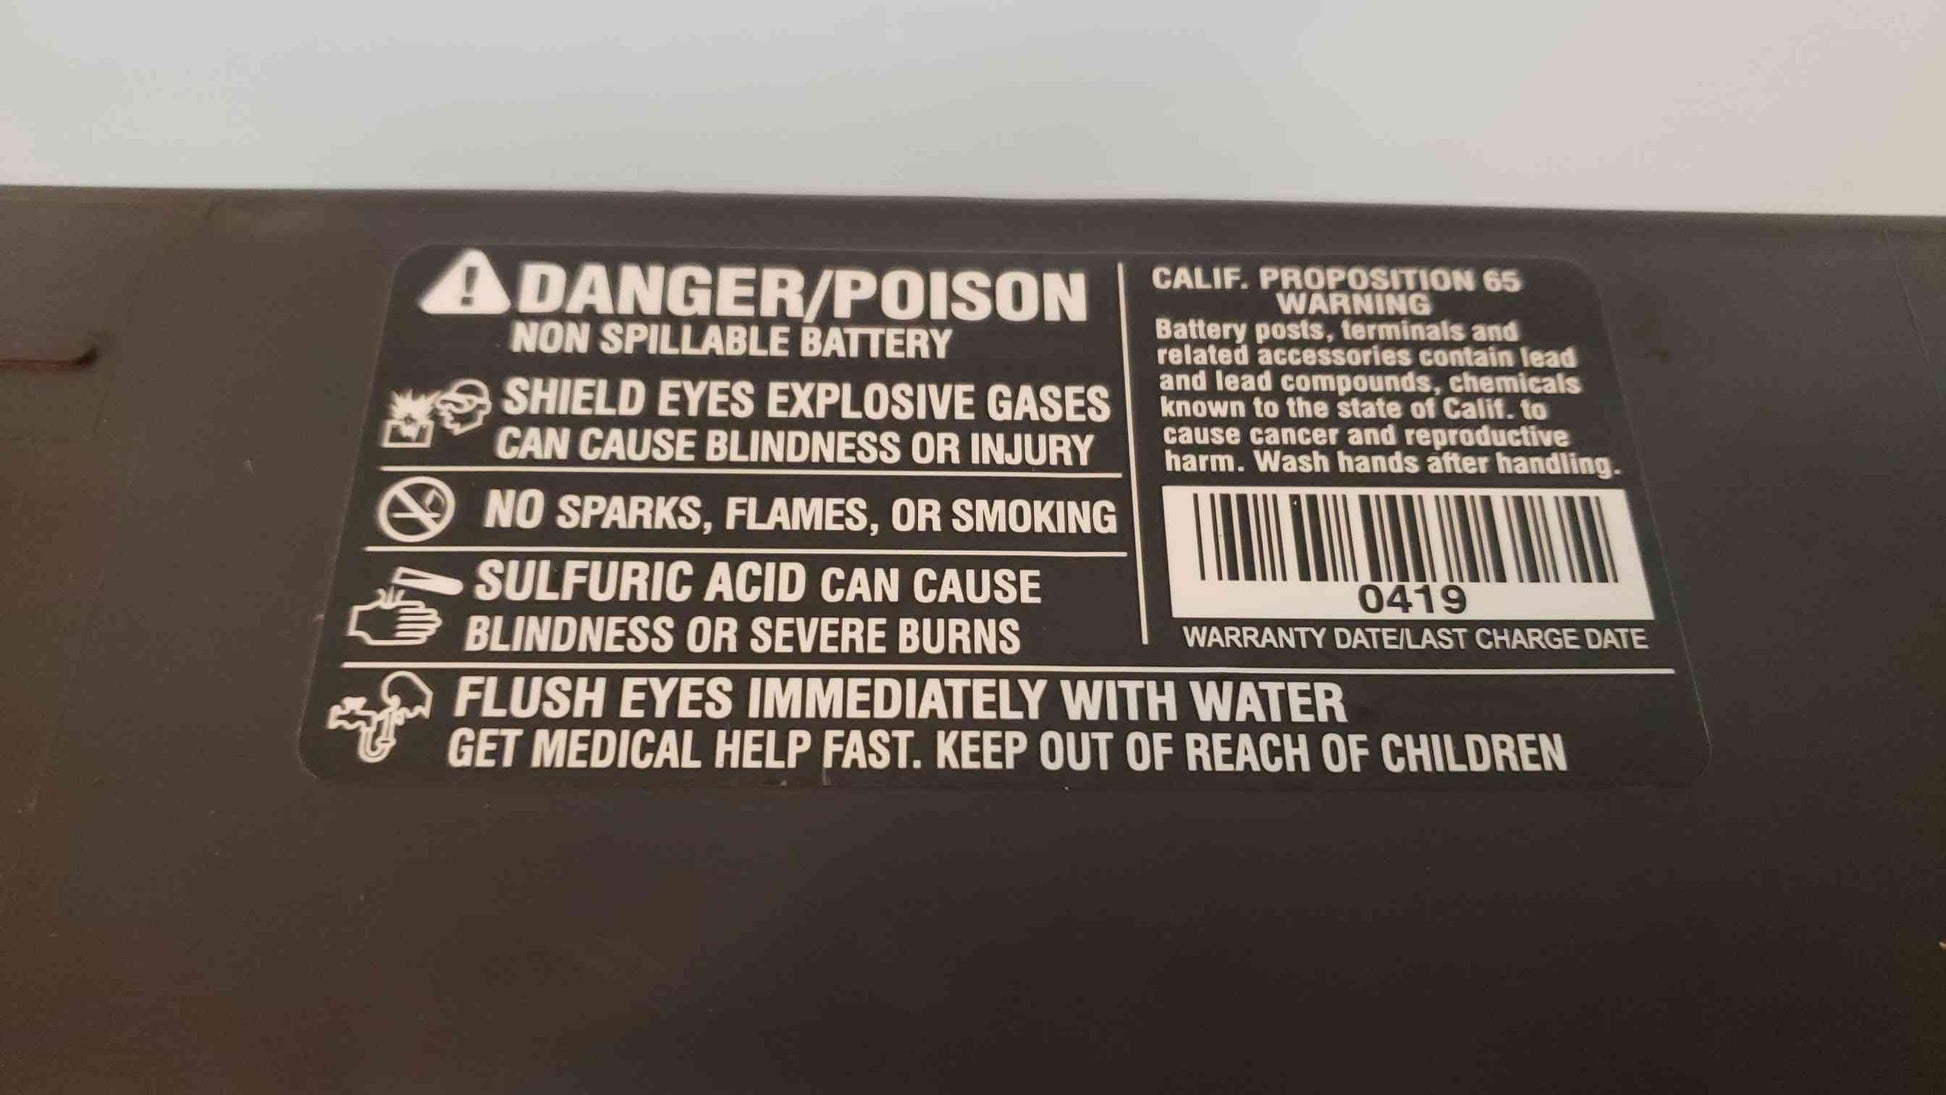 DANGER/POISON
NON SPILLABLE BATTERY
SHIELD EYES EXPLOSIVE GASES
CAN CAUSE BLINDNESS OR INJURY
NO SPARKS, FLAMES, OR SMOKING
SULFURIC ACID CAN CAUSE
BLINDNESS OR SEVERE BURNS
FLUSH EYES IMMEDIATELY WITH WATER
GET MEDICAL HELP FAST. KEEP OUT OF REACH OF CHILDREN
CALIF. PROPOSITION 65
WARNING
Battery posts, terminals and
related accessories contain lead
and lead compounds, chemicals
known to the state of Calif. to
cause cancer and reproductive
harm. Wash hands after handling.
0419
WARRANTY DATE/LAST CHARGE DATE